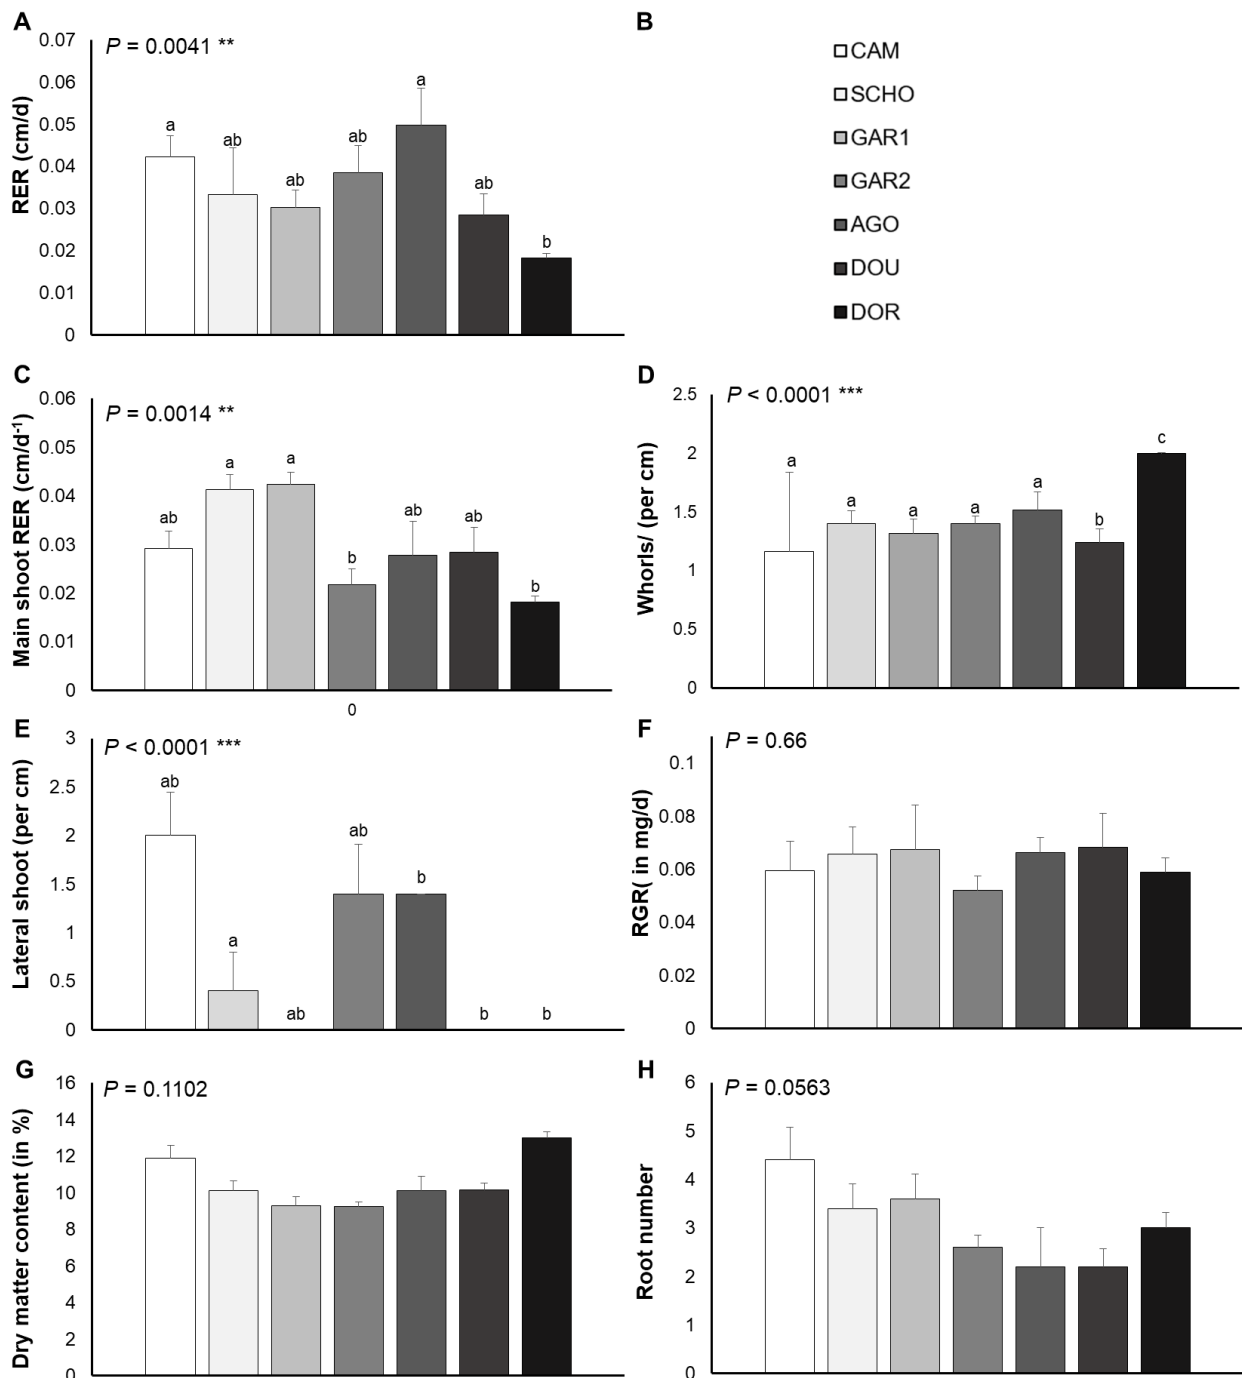 A
B
P = 0.0041 **
RER (cm/d)
0.07
0.06
0.05
0.04
0.03
0.02
0.01
0
a
ab
ab
ab
a
ab
b
CAM
SCHO
GAR1
GAR2
AGO
DOU
DOR
C
P = 0.0014 **
Main shoot RER (cm/d-1)
0.06
0.05
0.04
0.03
0.02
0.01
0
ab
a
a
b
ab
ab
b
0
D
P < 0.0001 ***
Whorls/ (per cm)
2.5
2
1.5
1
0.5
0
a
a
a
a
a
b
c
E
P < 0.0001 ***
Lateral shoot (per cm)
3
2.5
2
1.5
1
0.5
0
ab
a
ab
ab
b
b
b
F
P = 0.66
RGR( in mg/d)
0.1
0.08
0.06
0.04
0.02
0
G
P = 0.1102
Dry matter content (in %)
16
14
12
10
8
6
4
2
0
H
P = 0.0563
Root number
6
5
4
3
2
1
0